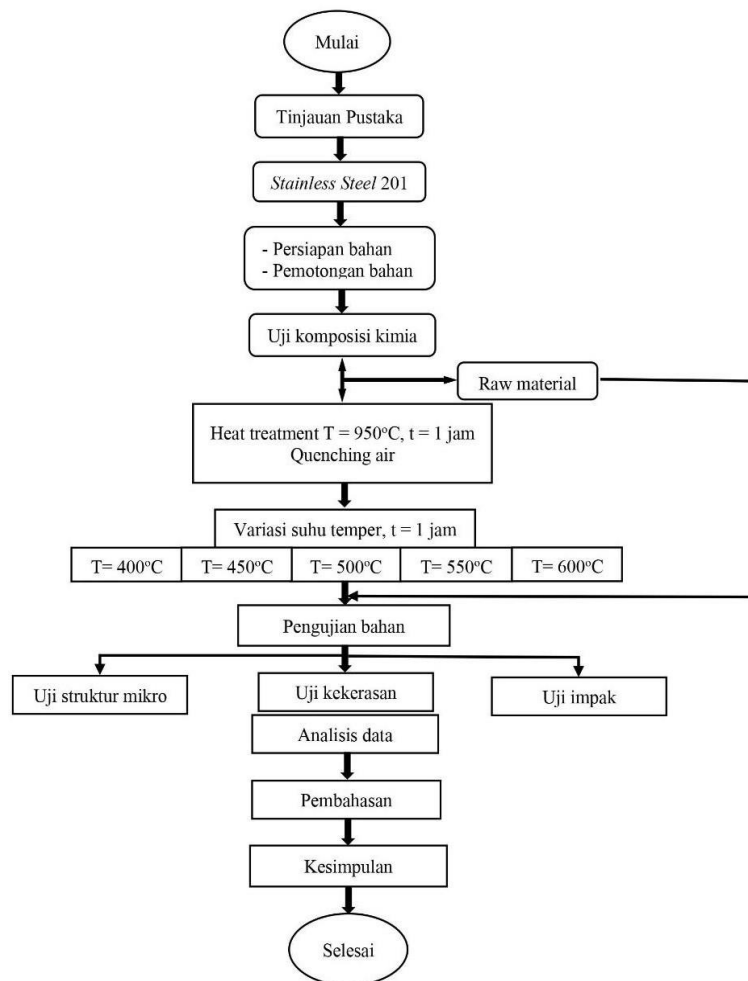 Mulai
Tinjauan Pustaka
Stainless Steel 201
- Persiapan bahan
- Pemotongan bahan
Uji komposisi kimia
Raw material
Heat treatment T = 950°C, t = 1 jam
Quenching air
Variasi suhu temper, t = 1 jam
T= 400°C
T= 450°C
T= 500°C
T= 550°C
T= 600°C
Pengujian bahan
Uji struktur mikro
Uji kekerasan
Uji impak
Analisis data
Pembahasan
Kesimpulan
Selesai